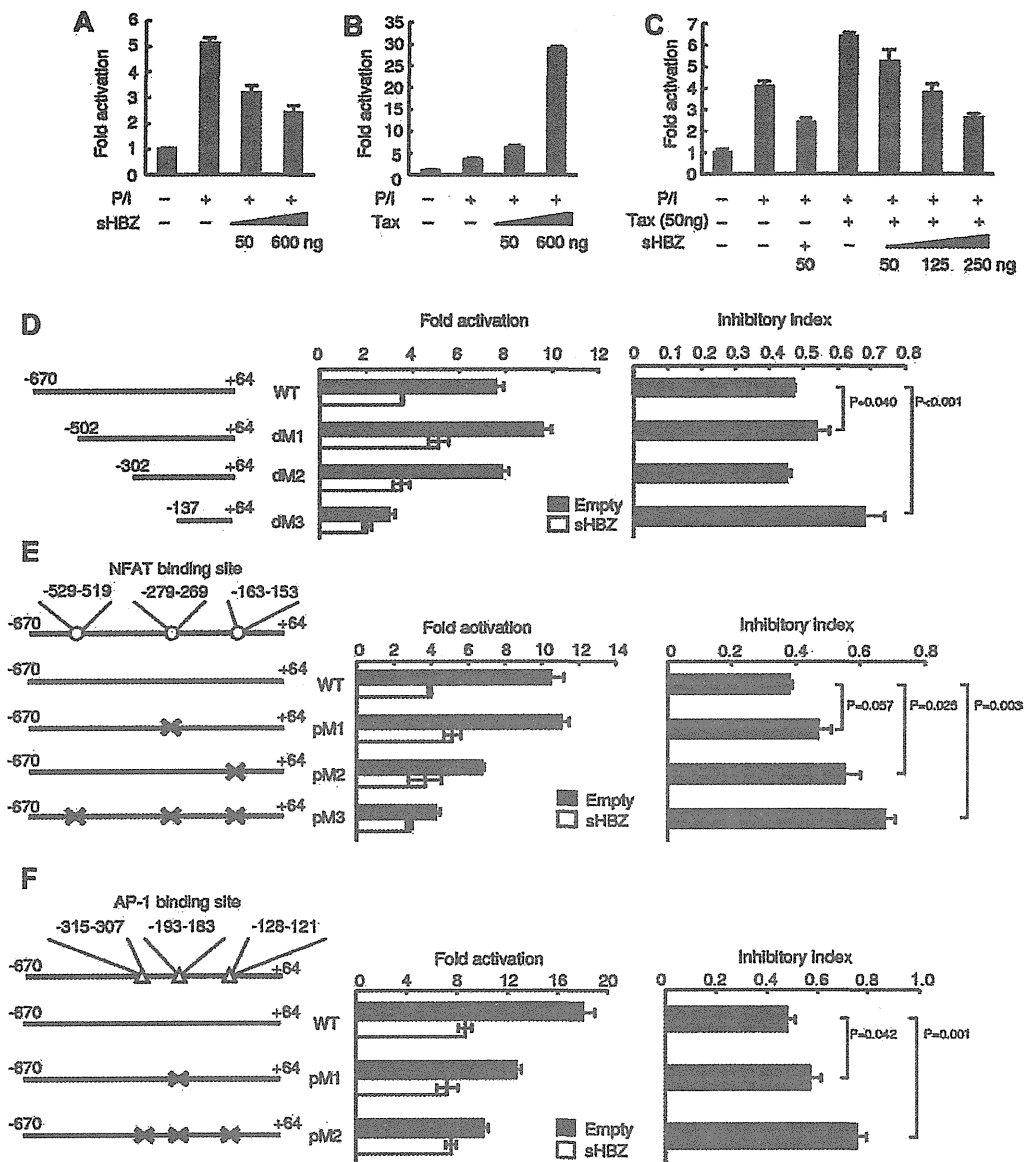 A
Fold activation
6
5
4
3
2
1
0
P/I − + + +
sHBZ − −
50 600 ng
B
Fold activation
35
30
25
20
15
10
5
0
P/I − + + +
Tax − −
50 600 ng
C
Fold activation
7
6
5
4
3
2
1
0
P/I − + + + + + +
Tax (50ng) − − − + + + +
sHBZ − − + −
50 50 125 250 ng
D
Fold activation
0 2 4 6 8 10 12
Inhibitory index
0 0.1 0.2 0.3 0.4 0.5 0.6 0.7 0.8
-670 +64 WT
-502 +64 dM1
-302 +64 dM2
-137 +64 dM3
Empty
sHBZ
P=0.040
P<0.001
E
NFAT binding site
-529-519 -279-269 -163-153
-670 +64
Fold activation
0 2 4 6 8 10 12 14
Inhibitory index
0 0.2 0.4 0.6 0.8
-670 +64 WT
-670 +64 pM1
-670 +64 pM2
-670 +64 pM3
Empty
sHBZ
P=0.057
P=0.026
P=0.003
F
AP-1 binding site
-315-307 -193-183 -128-121
-670 +64
Fold activation
0 4 8 12 16 20
Inhibitory index
0 0.2 0.4 0.6 0.8 1.0
-670 +64 WT
-670 +64 pM1
-670 +64 pM2
Empty
sHBZ
P=0.042
P=0.001